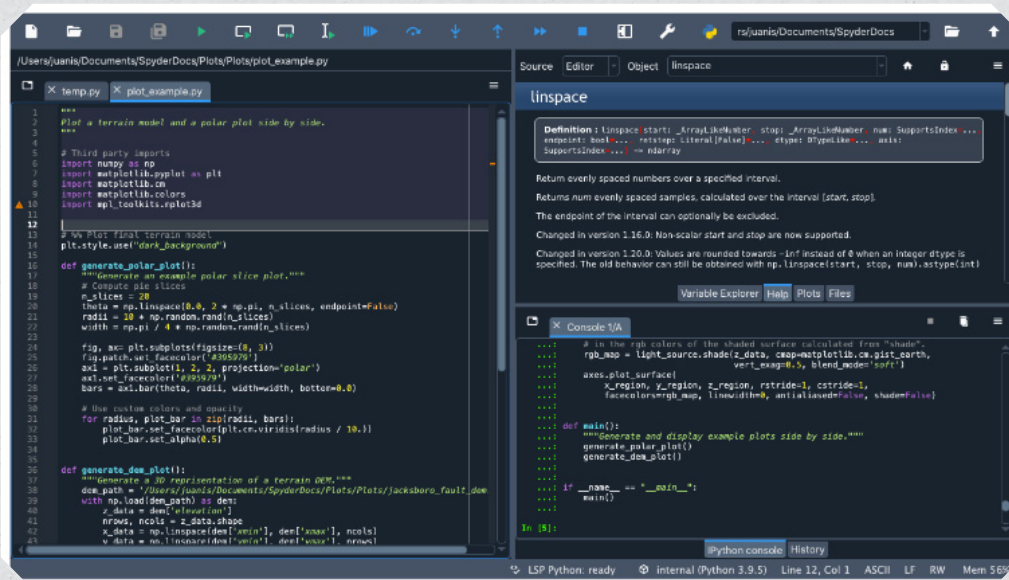 rs/juanis/Documents/SpyderDocs
/Users/juanis/Documents/SpyderDocs/Plots/Plots/plot_example.py
temp.py
plot_example.py
1 """
2 Plot a terrain model and a polar plot side by side.
3 """
4
5 # Third party imports
6 import numpy as np
7 import matplotlib.pyplot as plt
8 import matplotlib.cm
9 import matplotlib.colors
10 import mpl_toolkits.mplot3d
11
12
13 # %% Plot final terrain model
14 plt.style.use("dark_background")
15
16 def generate_polar_plot():
17 """Generate an example polar slice plot."""
18 # Compute pie slices
19 n_slices = 20
20 theta = np.linspace(0.0, 2 * np.pi, n_slices, endpoint=False)
21 radii = 10 * np.random.rand(n_slices)
22 width = np.pi / 4 * np.random.rand(n_slices)
23
24 fig, ax= plt.subplots(figsize=(8, 3))
25 fig.patch.set_facecolor('#395979')
26 ax1 = plt.subplot(1, 2, 2, projection='polar')
27 ax1.set_facecolor('#395979')
28 bars = ax1.bar(theta, radii, width=width, bottom=0.0)
29
30 # Use custom colors and opacity
31 for radius, plot_bar in zip(radii, bars):
32 plot_bar.set_facecolor(plt.cm.viridis(radius / 10.))
33 plot_bar.set_alpha(0.5)
34
35
36 def generate_dem_plot():
37 """Generate a 3D reprisentation of a terrain DEM."""
38 dem_path = '/Users/juanis/Documents/SpyderDocs/Plots/Plots/jacksboro_fault_dem
39 with np.load(dem_path) as dem:
40 z_data = dem['elevation']
41 nrows, ncols = z_data.shape
42 x_data = np.linspace(dem['xmin'], dem['xmax'], ncols)
43 y_data = np.linspace(dem['ymin'], dem['ymax'], nrows)
Source Editor Object linspace
linspace
Definition : linspace(start: _ArrayLikeNumber, stop: _ArrayLikeNumber, num: SupportsIndex=...,
endpoint: bool=..., retstep: Literal[False]=..., dtype: DTypeLike=..., axis:
SupportsIndex=...) -> ndarray
Return evenly spaced numbers over a specified interval.
Returns num evenly spaced samples, calculated over the interval [start, stop].
The endpoint of the interval can optionally be excluded.
Changed in version 1.16.0: Non-scalar start and stop are now supported.
Changed in version 1.20.0: Values are rounded towards -inf instead of 0 when an integer dtype is
specified. The old behavior can still be obtained with np.linspace(start, stop, num).astype(int)
Variable Explorer Help Plots Files
Console 1/A
...: # in the rgb colors of the shaded surface calculated from "shade".
...: rgb_map = light_source.shade(z_data, cmap=matplotlib.cm.gist_earth,
...: vert_exag=0.5, blend_mode='soft')
...: axes.plot_surface(
...: x_region, y_region, z_region, rstride=1, cstride=1,
...: facecolors=rgb_map, linewidth=0, antialiased=False, shade=False)
...:
...:
...: def main():
...: """Generate and display example plots side by side."""
...: generate_polar_plot()
...: generate_dem_plot()
...:
...:
...: if __name__ == "__main__":
...: main()
...:
In [5]:
IPython console History
LSP Python: ready internal (Python 3.9.5) Line 12, Col 1 ASCII LF RW Mem 56%